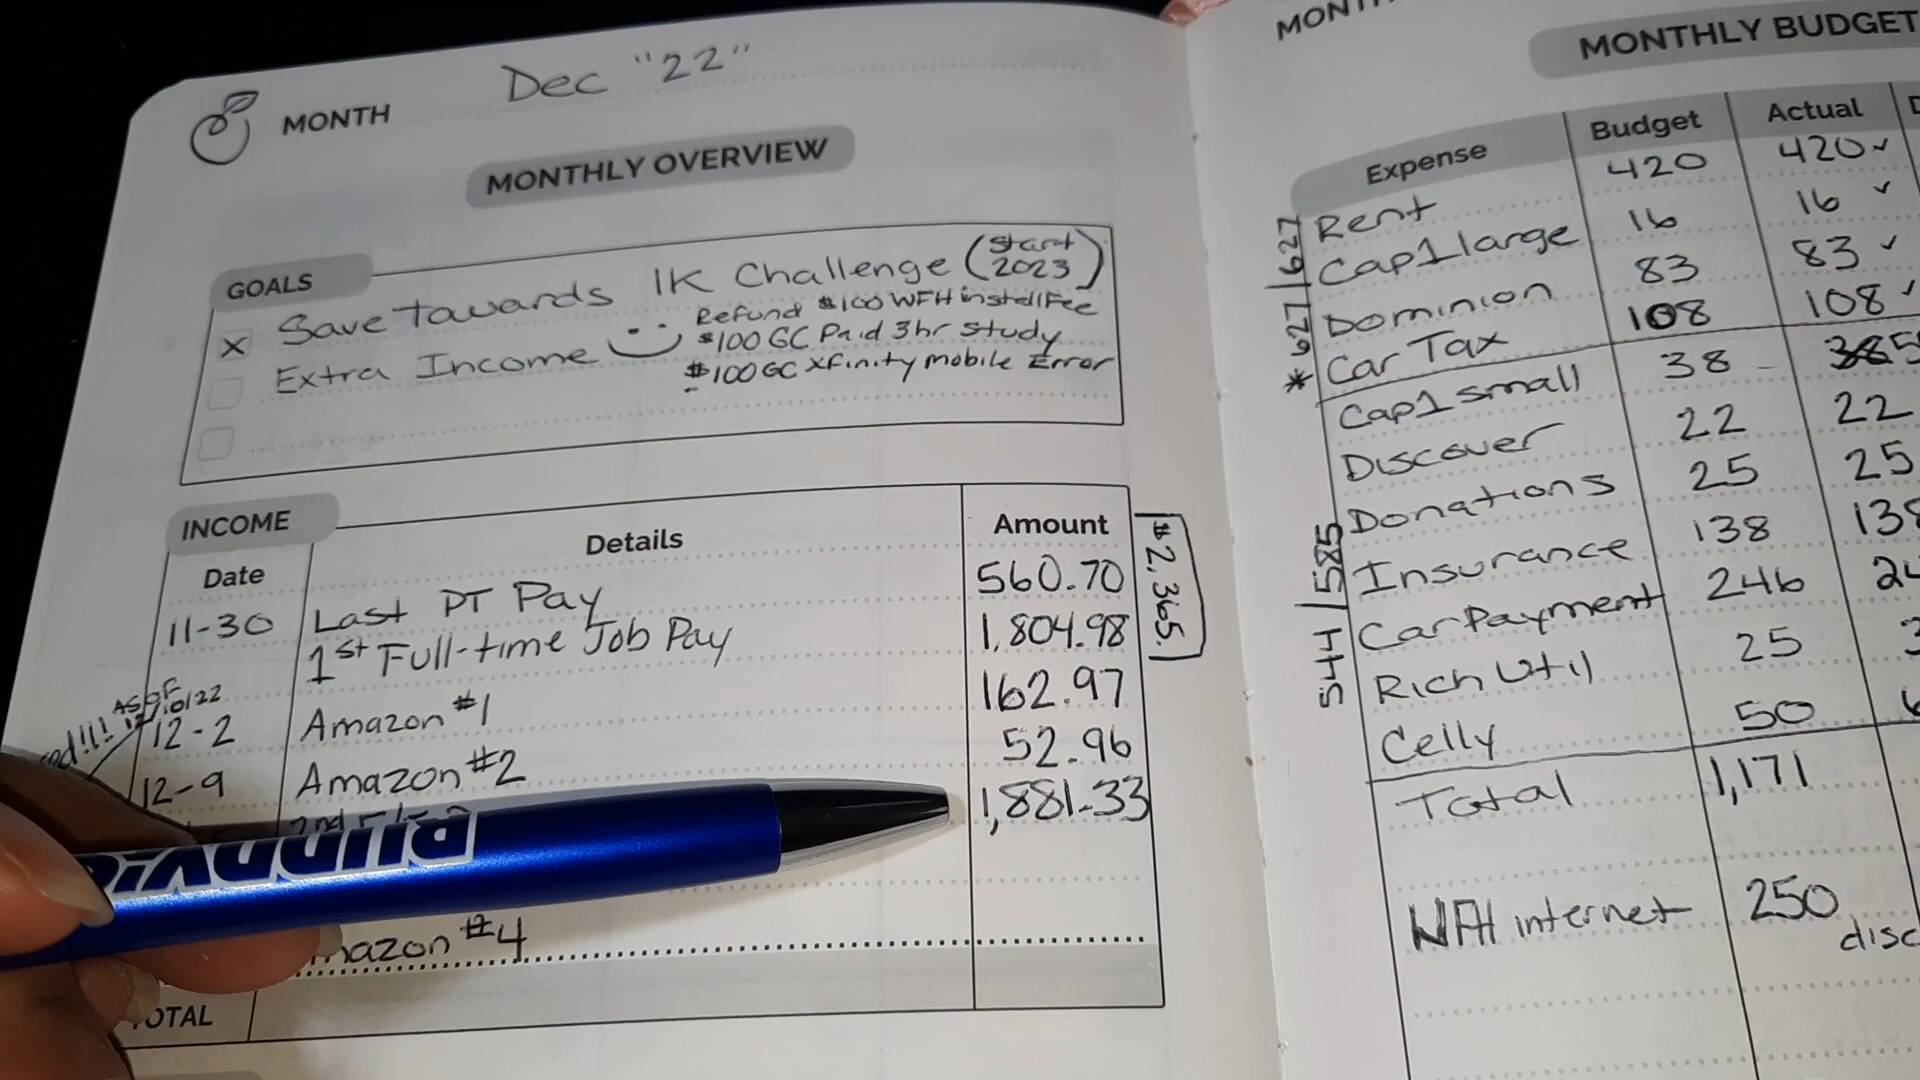 MONTH Dec "22"
MONTHLY OVERVIEW
GOALS
x Save towards 1K Challenge (Start 2023)
Extra Income
Refund $100 WFH install Fee
$100 GC Paid 3hr study
$100 GC xfinity mobile Error
INCOME
Date Details Amount
11-30 Last PT Pay 560.70
1st Full-time Job Pay 1,804.98
$2,365.
AS OF
12-2 Amazon #1 162.97
12-9 Amazon #2 52.96
2nd 1,881-33
#4
TOTAL
MONTHLY BUDGET
Expense Budget Actual
Rent 420 420 ✓
Cap1 large 16 16 ✓
Dominion 83 83 ✓
* Car Tax 108 108 ✓
627 | 627
Cap1 small 38
Discover 22 22
Donations 25 25
Insurance 138 138
Car Payment 246
Rich Util 25
Celly 50
544 | 585
Total 1,171
WFH internet 250